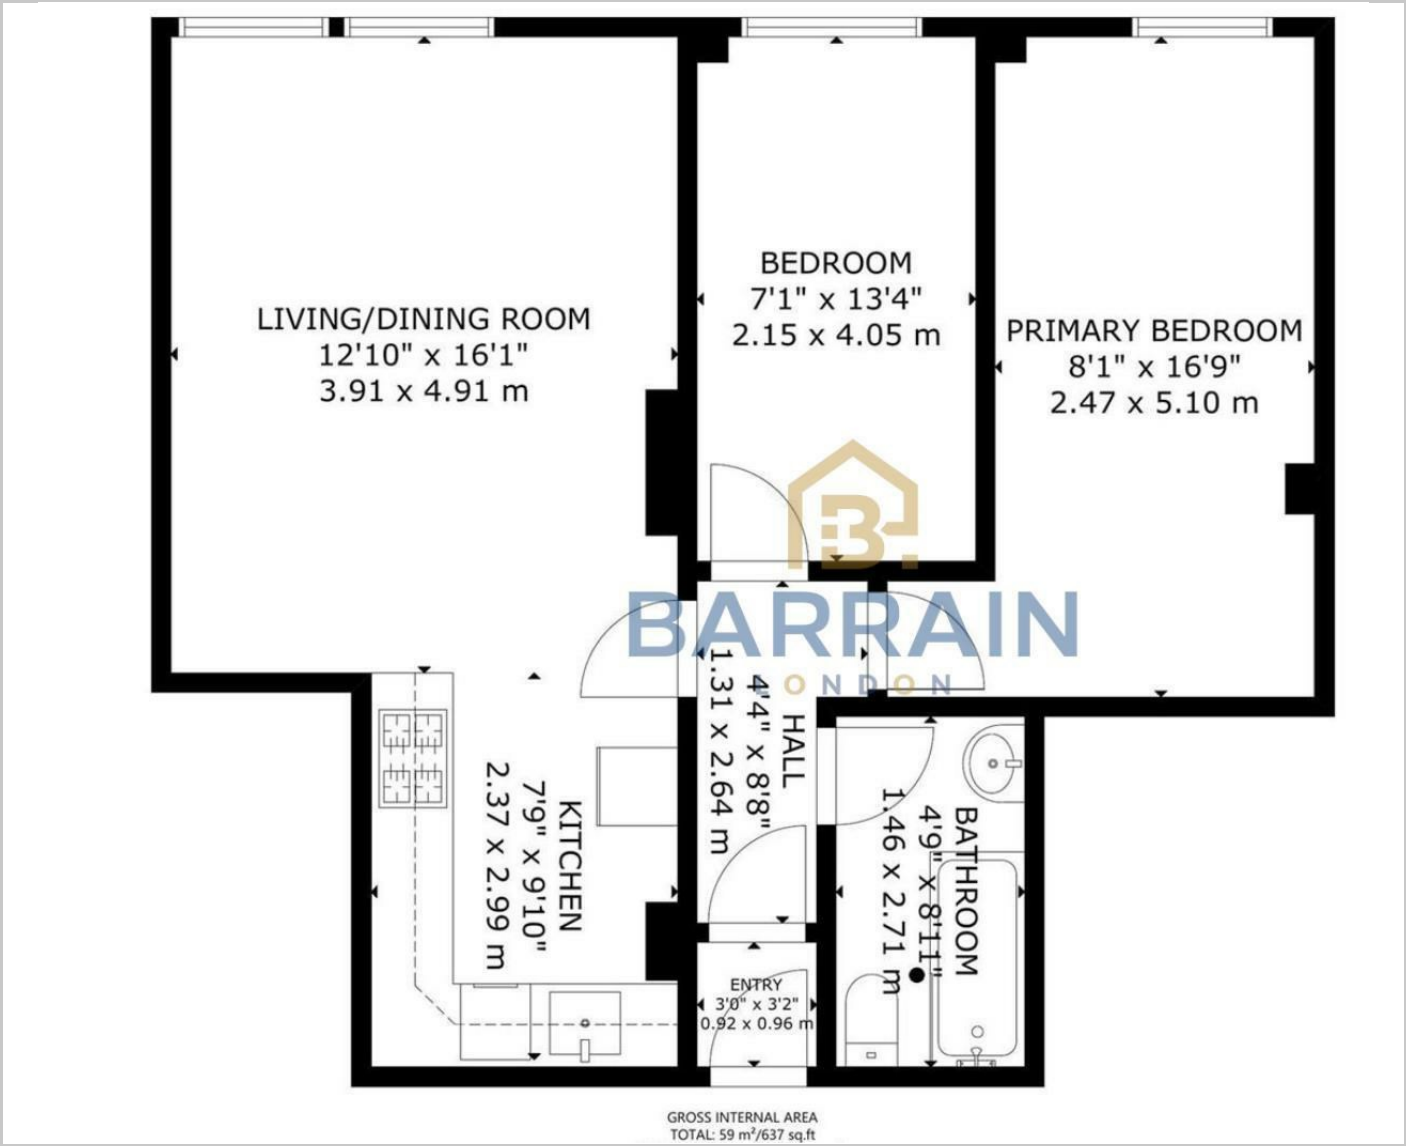 LIVING/DINING ROOM
12'10" x 16'1"
3.91 x 4.91 m
BEDROOM
7'1" x 13'4"
2.15 x 4.05 m
PRIMARY BEDROOM
8'1" x 16'9"
2.47 x 5.10 m
B
BARRAIN
LONDON
HALL
4'4" x 8'8"
1.31 x 2.64 m
KITCHEN
7'9" x 9'10"
2.37 x 2.99 m
BATHROOM
4'9" x 8'11"
1.46 x 2.71 m
ENTRY
3'0" x 3'2"
0.92 x 0.96 m
GROSS INTERNAL AREA
TOTAL: 59 m²/637 sq.ft